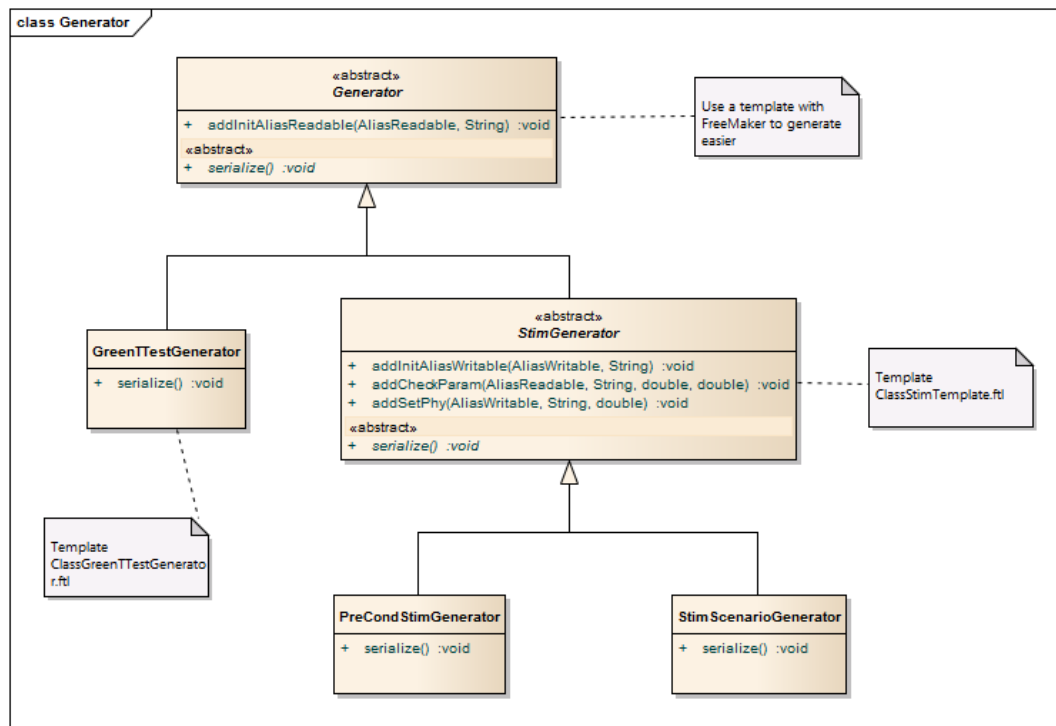 class Generator
«abstract»
Generator
+ addInitAliasReadable(AliasReadable, String) :void
«abstract»
+ serialize() :void
Use a template with
FreeMaker to generate
easier
GreenTTestGenerator
+ serialize() :void
«abstract»
StimGenerator
+ addInitAliasWritable(AliasWritable, String) :void
+ addCheckParam(AliasReadable, String, double, double) :void
+ addSetPhy(AliasWritable, String, double) :void
«abstract»
+ serialize() :void
Template
ClassStimTemplate.ftl
Template
ClassGreenTTestGenerato
r.ftl
PreCondStimGenerator
+ serialize() :void
StimScenarioGenerator
+ serialize() :void